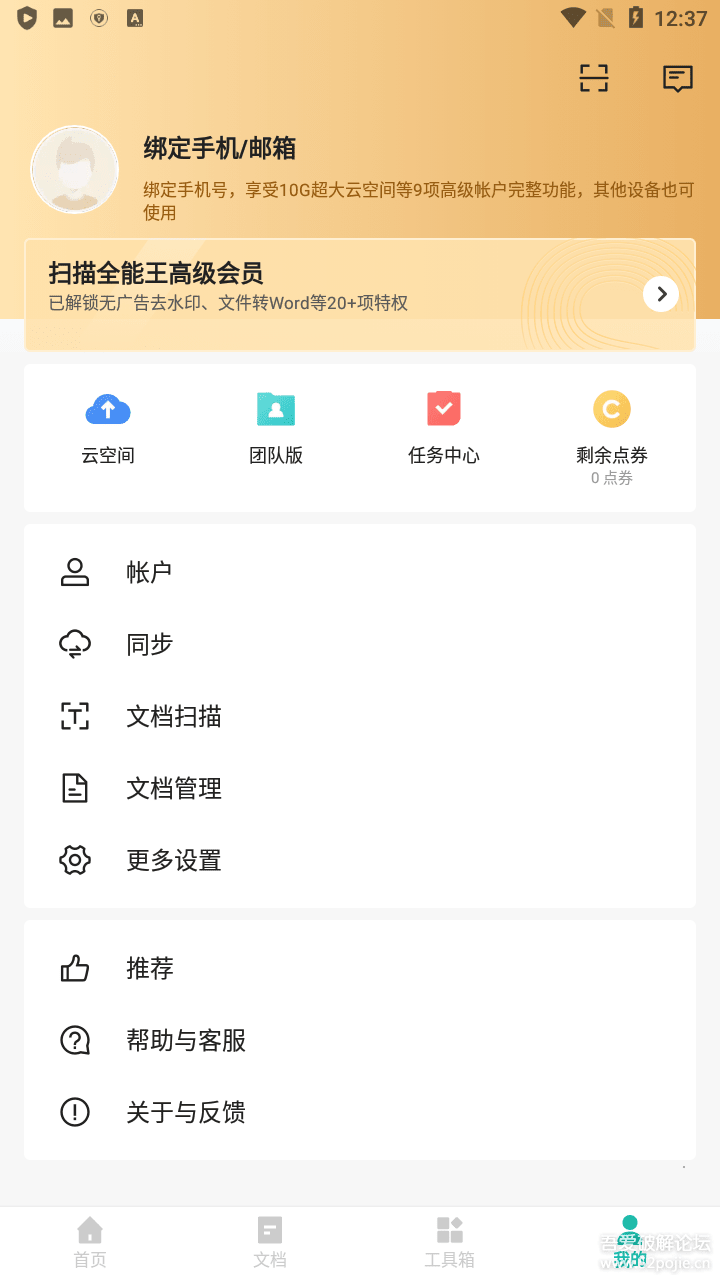 12:37
绑定手机/邮箱
绑定手机号，享受10G超大云空间等9项高级帐户完整功能，其他设备也可
使用
扫描全能王高级会员
已解锁无广告去水印、文件转Word等20+项特权
云空间
团队版
任务中心
剩余点券
0 点券
帐户
同步
文档扫描
文档管理
更多设置
推荐
帮助与客服
关于与反馈
首页
文档
工具箱
我的
吾爱破解论坛
www.52pojie.cn